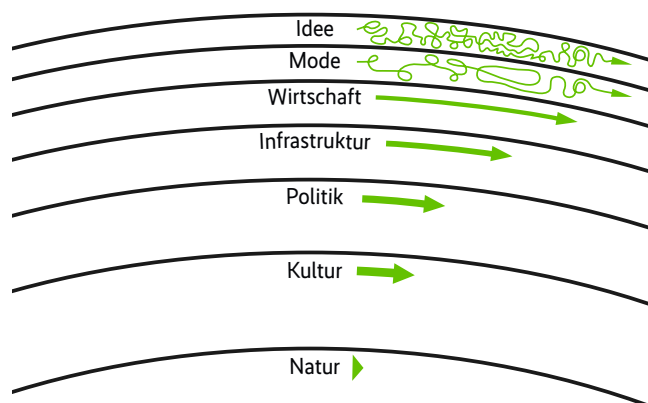 Idee
Mode
Wirtschaft
Infrastruktur
Politik
Kultur
Natur